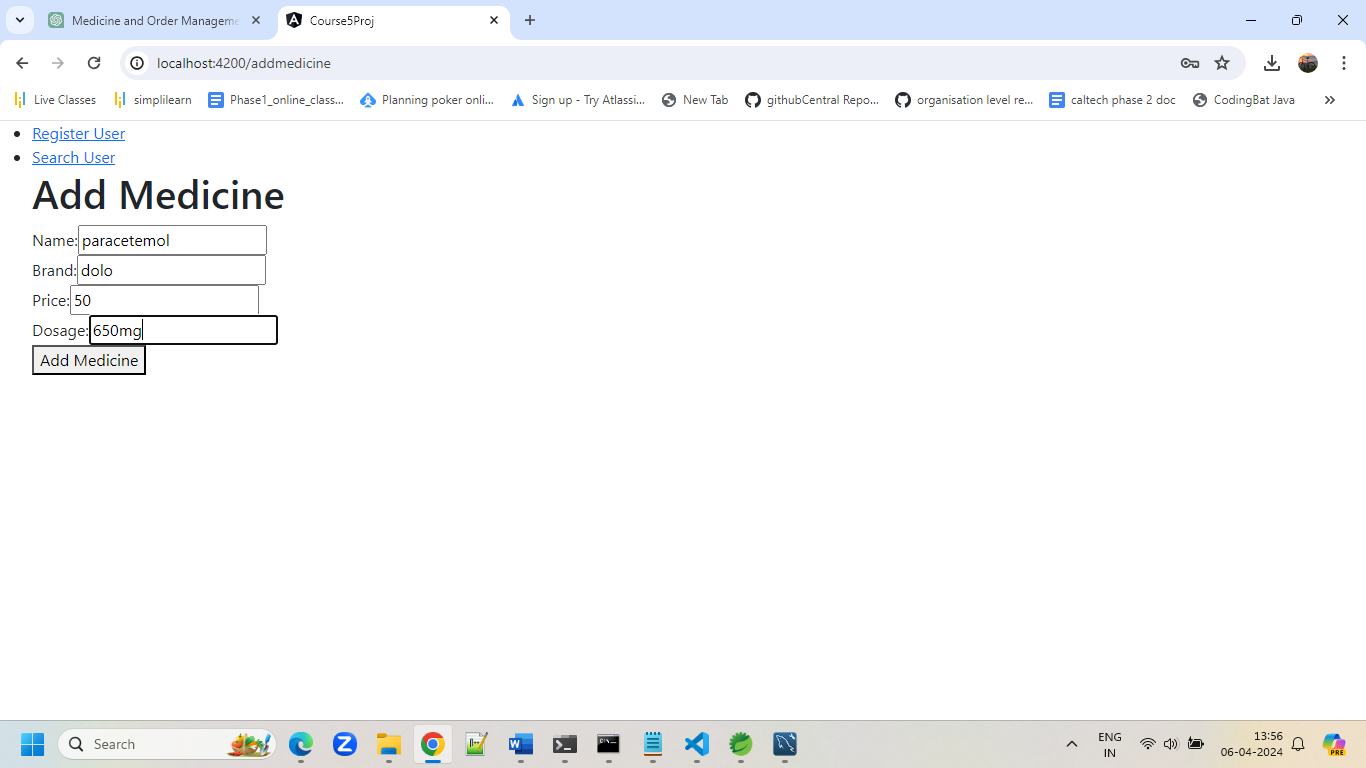 Medicine and Order Manageme
Course5Proj
localhost:4200/addmedicine
Live Classes
simplilearn
Phase1_online_class...
Planning poker onli...
Sign up - Try Atlassi...
New Tab
githubCentral Repo...
organisation level re...
caltech phase 2 doc
CodingBat Java
»
Register User
Search User
Add Medicine
Name:paracetemol
Brand:dolo
Price:50
Dosage:650mg
Add Medicine
Search
ENG
IN
13:56
06-04-2024
PRE